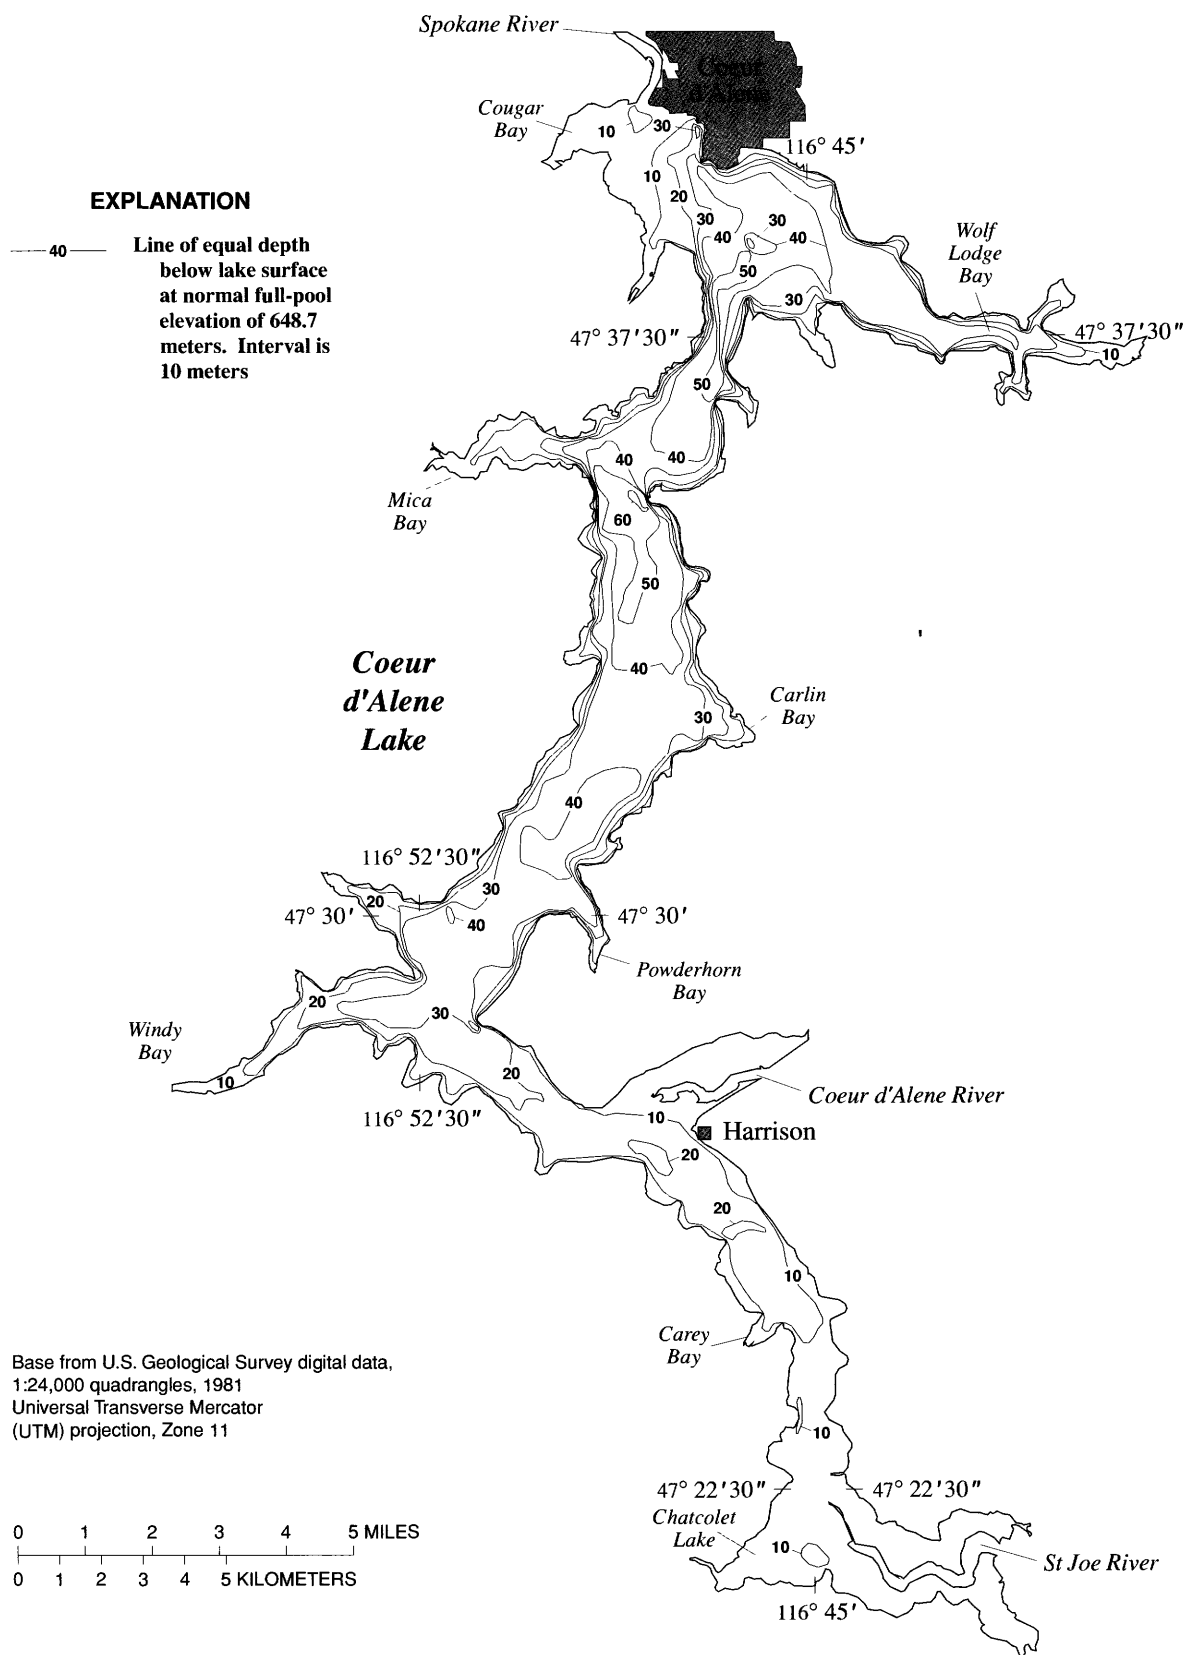 Spokane River
Coeur
d'Alene
Cougar
Bay
10
30
116° 45'
EXPLANATION
10
20
40
Line of equal depth
below lake surface
at normal full-pool
elevation of 648.7
meters. Interval is
10 meters
30
30
40
40
50
Wolf
Lodge
Bay
30
47° 37'30"
47° 37'30"
10
50
40
40
Mica
Bay
60
50
Coeur
d'Alene
Lake
40
Carlin
Bay
30
40
116° 52'30"
30
20
47° 30'
40
47° 30'
Powderhorn
Bay
20
30
Windy
Bay
10
20
116° 52'30"
Coeur d'Alene River
10
Harrison
20
20
10
Carey
Bay
Base from U.S. Geological Survey digital data,
1:24,000 quadrangles, 1981
Universal Transverse Mercator
(UTM) projection, Zone 11
10
47° 22'30"
47° 22'30"
Chatcolet
Lake
10
St Joe River
116° 45'
0 1 2 3 4 5 MILES
0 1 2 3 4 5 KILOMETERS